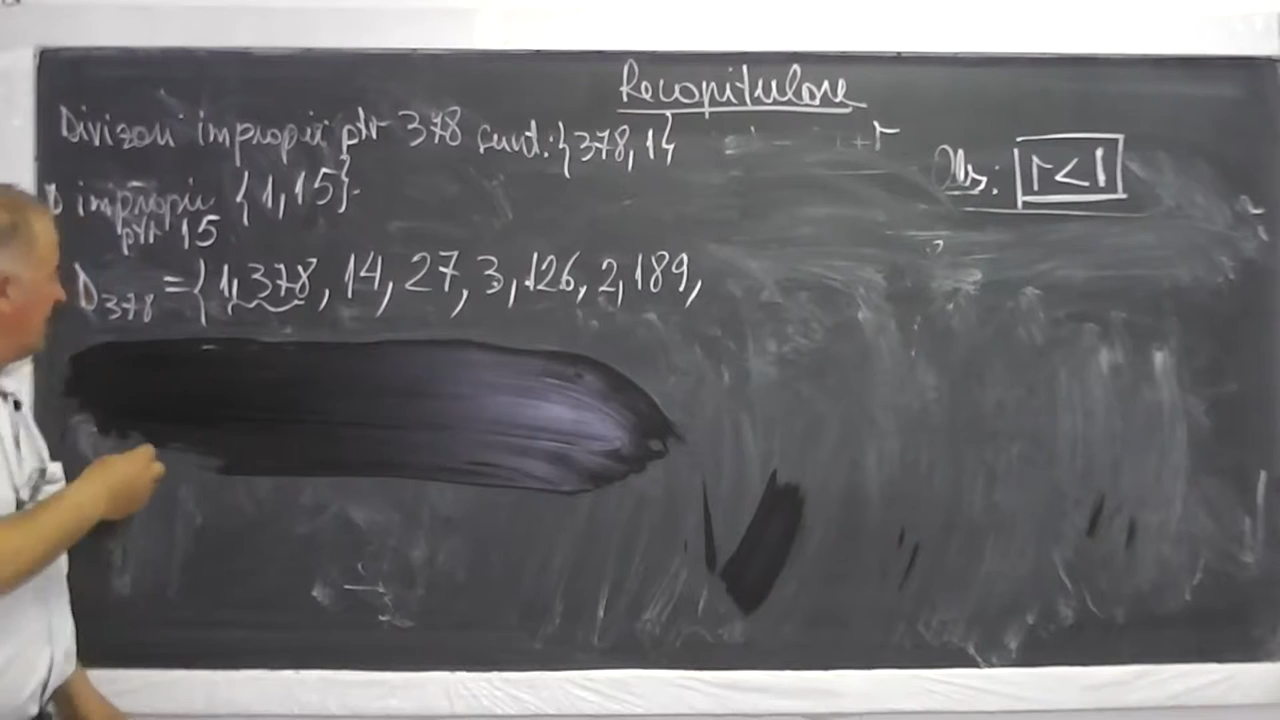 Recapitulare
Divizori improprii ptr 378 sunt: {378, 1}
D improprii {1, 15}.
ptr 15
D378 = {1, 378, 14, 27, 3, 126, 2, 189,
+r
Obs: r<1